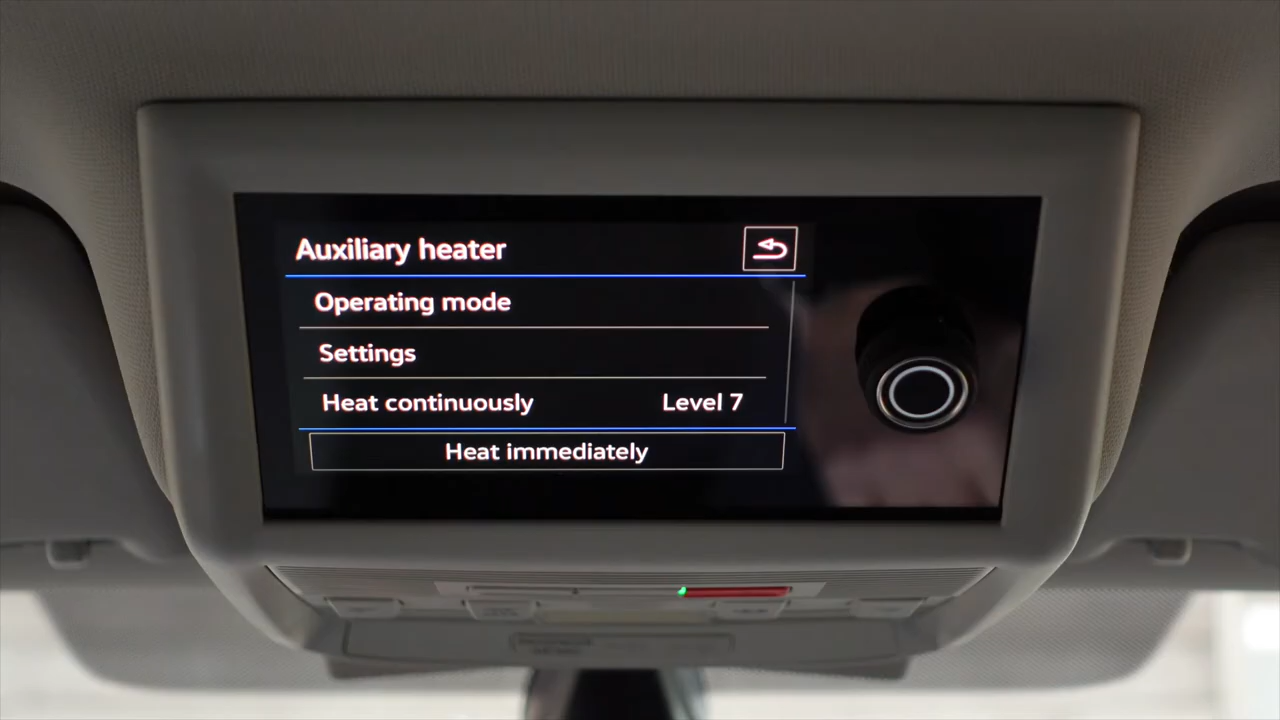 Auxiliary heater
Operating mode
Settings
Heat continuously Level 7
Heat immediately